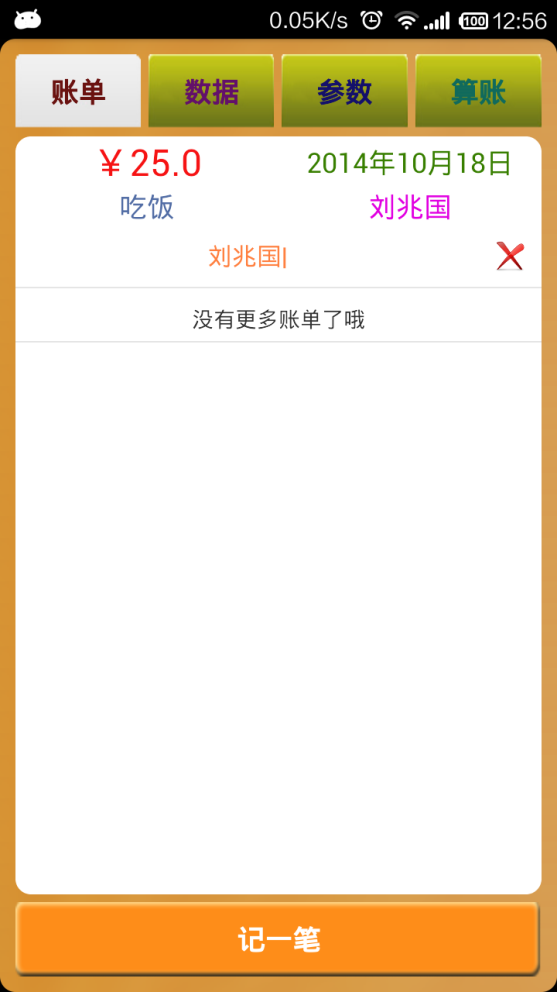 0.05K/s 100 12:56
账单 数据 参数 算账
￥25.0 2014年10月18日
吃饭 刘兆国
刘兆国|
没有更多账单了哦
记一笔